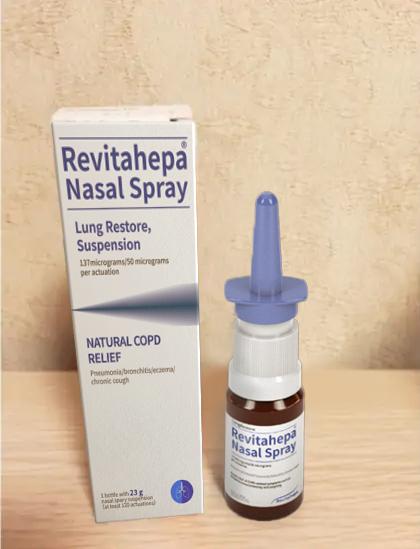 Revitahepa®
Nasal Spray
Lung Restore,
Suspension
137micrograms/50 micrograms
per actuation
NATURAL COPD
RELIEF
Pneumonia/bronchitis/eczema/
chronic cough
1 bottle with 23 g
nasal spary suspension
(at least 120 actuations)
Revitahepa
Nasal Spray